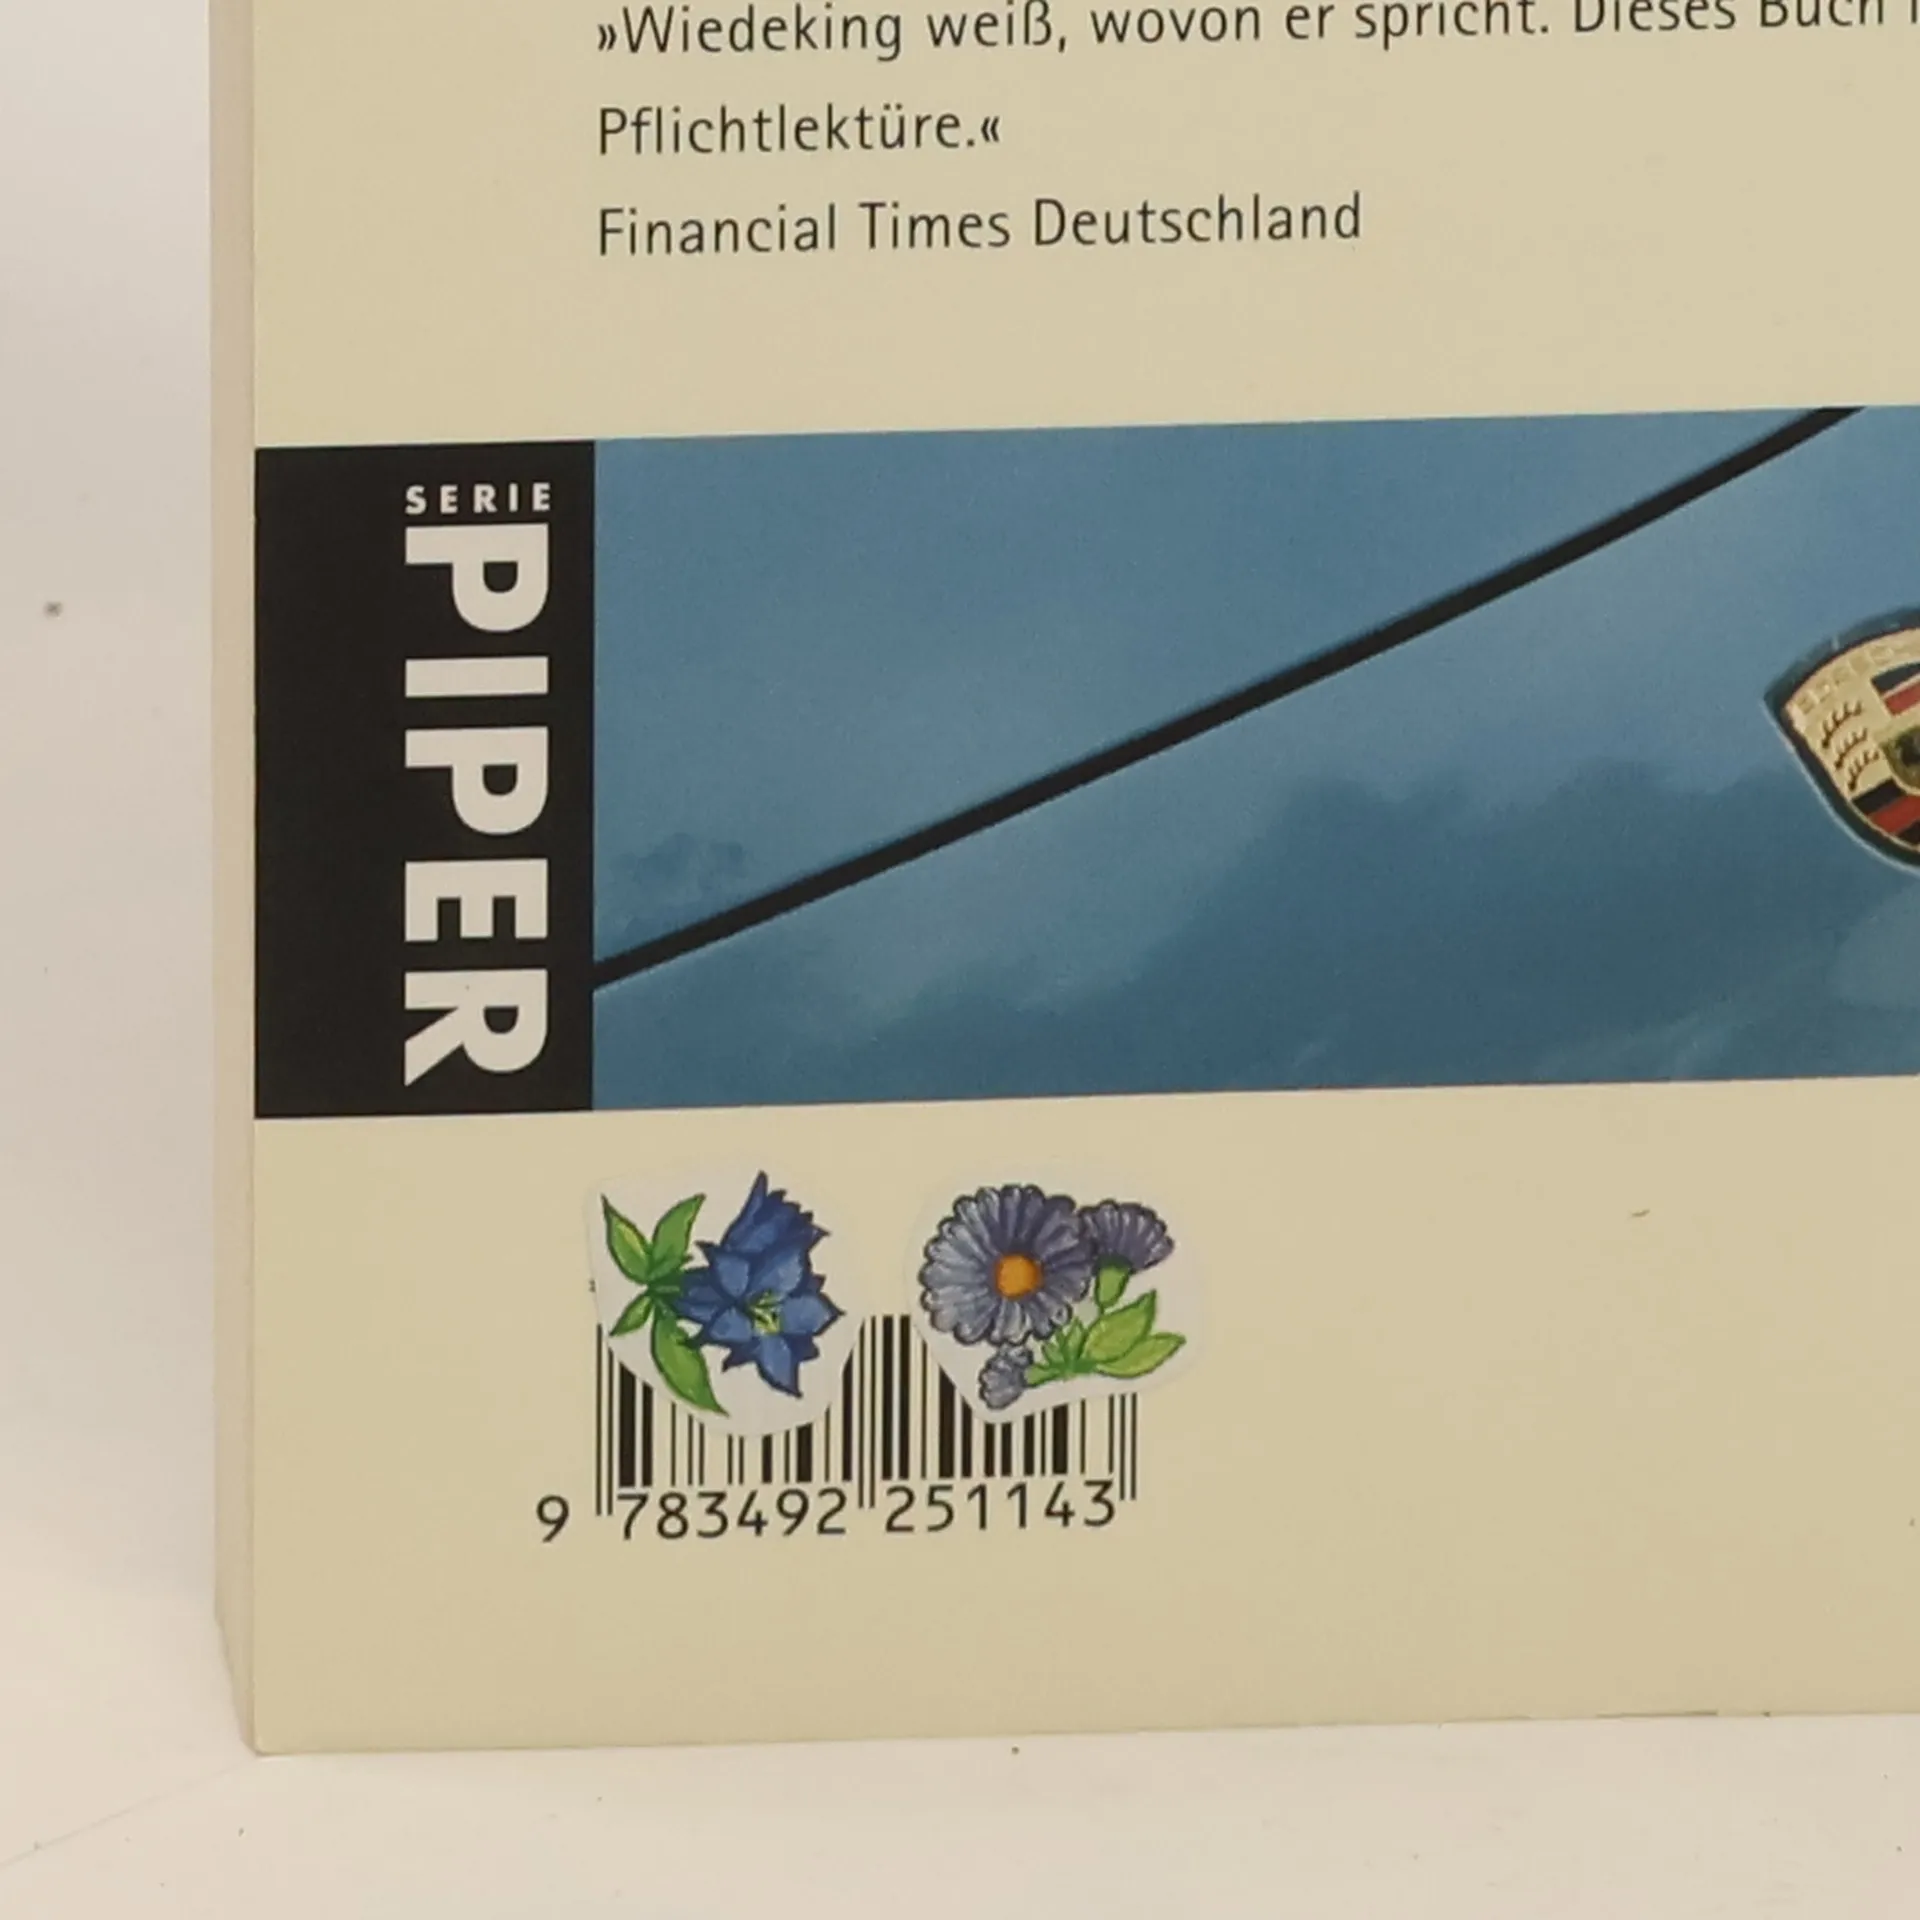 »Wiedeking weiß, wovon er spricht. Dieses Buch
Pflichtlektüre.«
Financial Times Deutschland
SERIE
PIPER
9 783492 251143